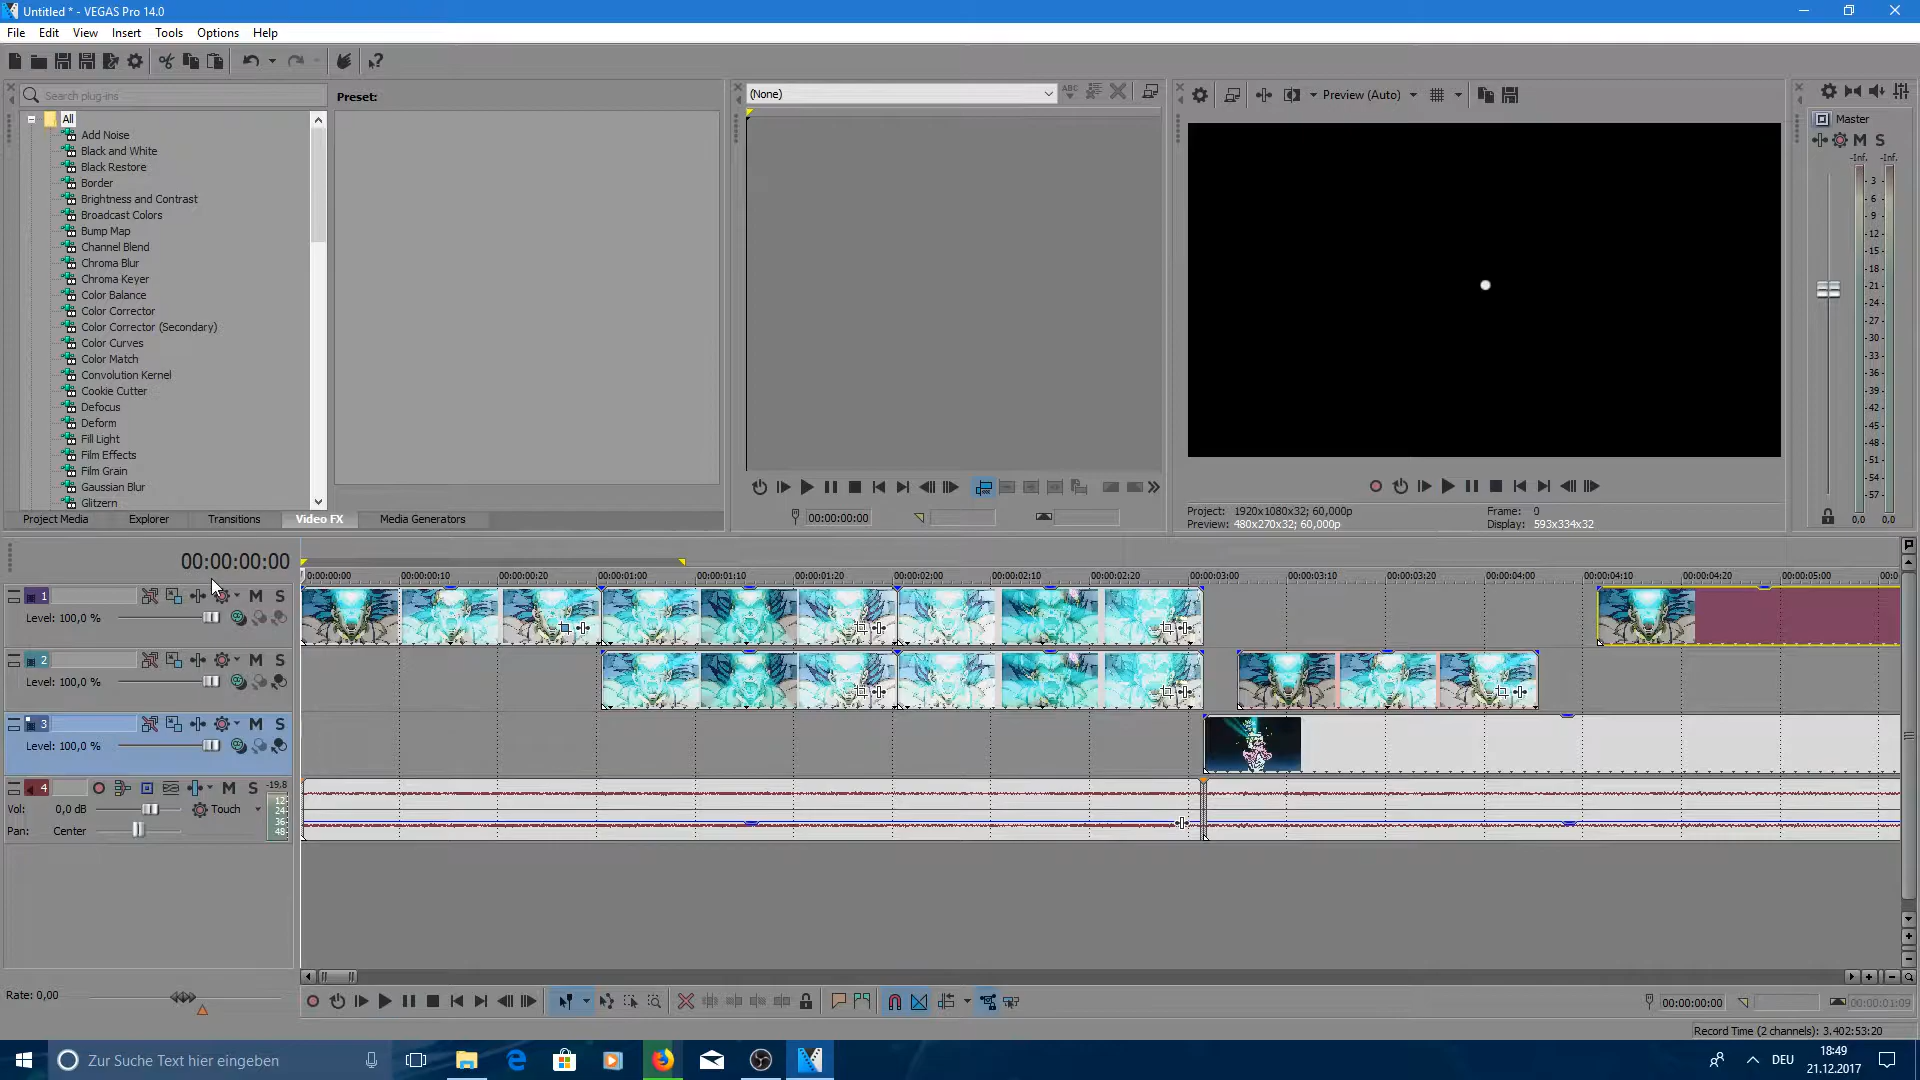 Untitled * - VEGAS Pro 14.0
File Edit View Insert Tools Options Help
Search plug-ins
Preset:
(None)
Preview (Auto)
Master
All
Add Noise
Black and White
Black Restore
Border
Brightness and Contrast
Broadcast Colors
Bump Map
Channel Blend
Chroma Blur
Chroma Keyer
Color Balance
Color Corrector
Color Corrector (Secondary)
Color Curves
Color Match
Convolution Kernel
Cookie Cutter
Defocus
Deform
Fill Light
Film Effects
Film Grain
Gaussian Blur
Glitzern
M S
-Inf. -Inf.
- 3 -
- 6 -
- 9 -
- 12 -
- 15 -
- 18 -
- 21 -
- 24 -
- 27 -
- 30 -
- 33 -
- 36 -
- 39 -
- 42 -
- 45 -
- 48 -
- 51 -
- 54 -
- 57 -
0,0 0,0
Project Media Explorer Transitions Video FX Media Generators
00:00:00:00
Project: 1920x1080x32; 60,000p
Preview: 480x270x32; 60,000p
Frame: 0
Display: 593x334x32
00:00:00:00
0:00:00:00 00:00:00:10 00:00:00:20 00:00:01:00 00:00:01:10 00:00:01:20 00:00:02:00 00:00:02:10 00:00:02:20 00:00:03:00 00:00:03:10 00:00:03:20 00:00:04:00 00:00:04:10 00:00:04:20 00:00:05:00 00:0
1 M S
Level: 100,0 %
2 M S
Level: 100,0 %
3 M S
Level: 100,0 %
4 M S -19,8
Vol: 0,0 dB Touch
Pan: Center
12
24
36
48
Rate: 0,00
00:00:00:00
00:00:01:09
Record Time (2 channels): 3.402:53:20
Zur Suche Text hier eingeben
DEU
18:49
21.12.2017